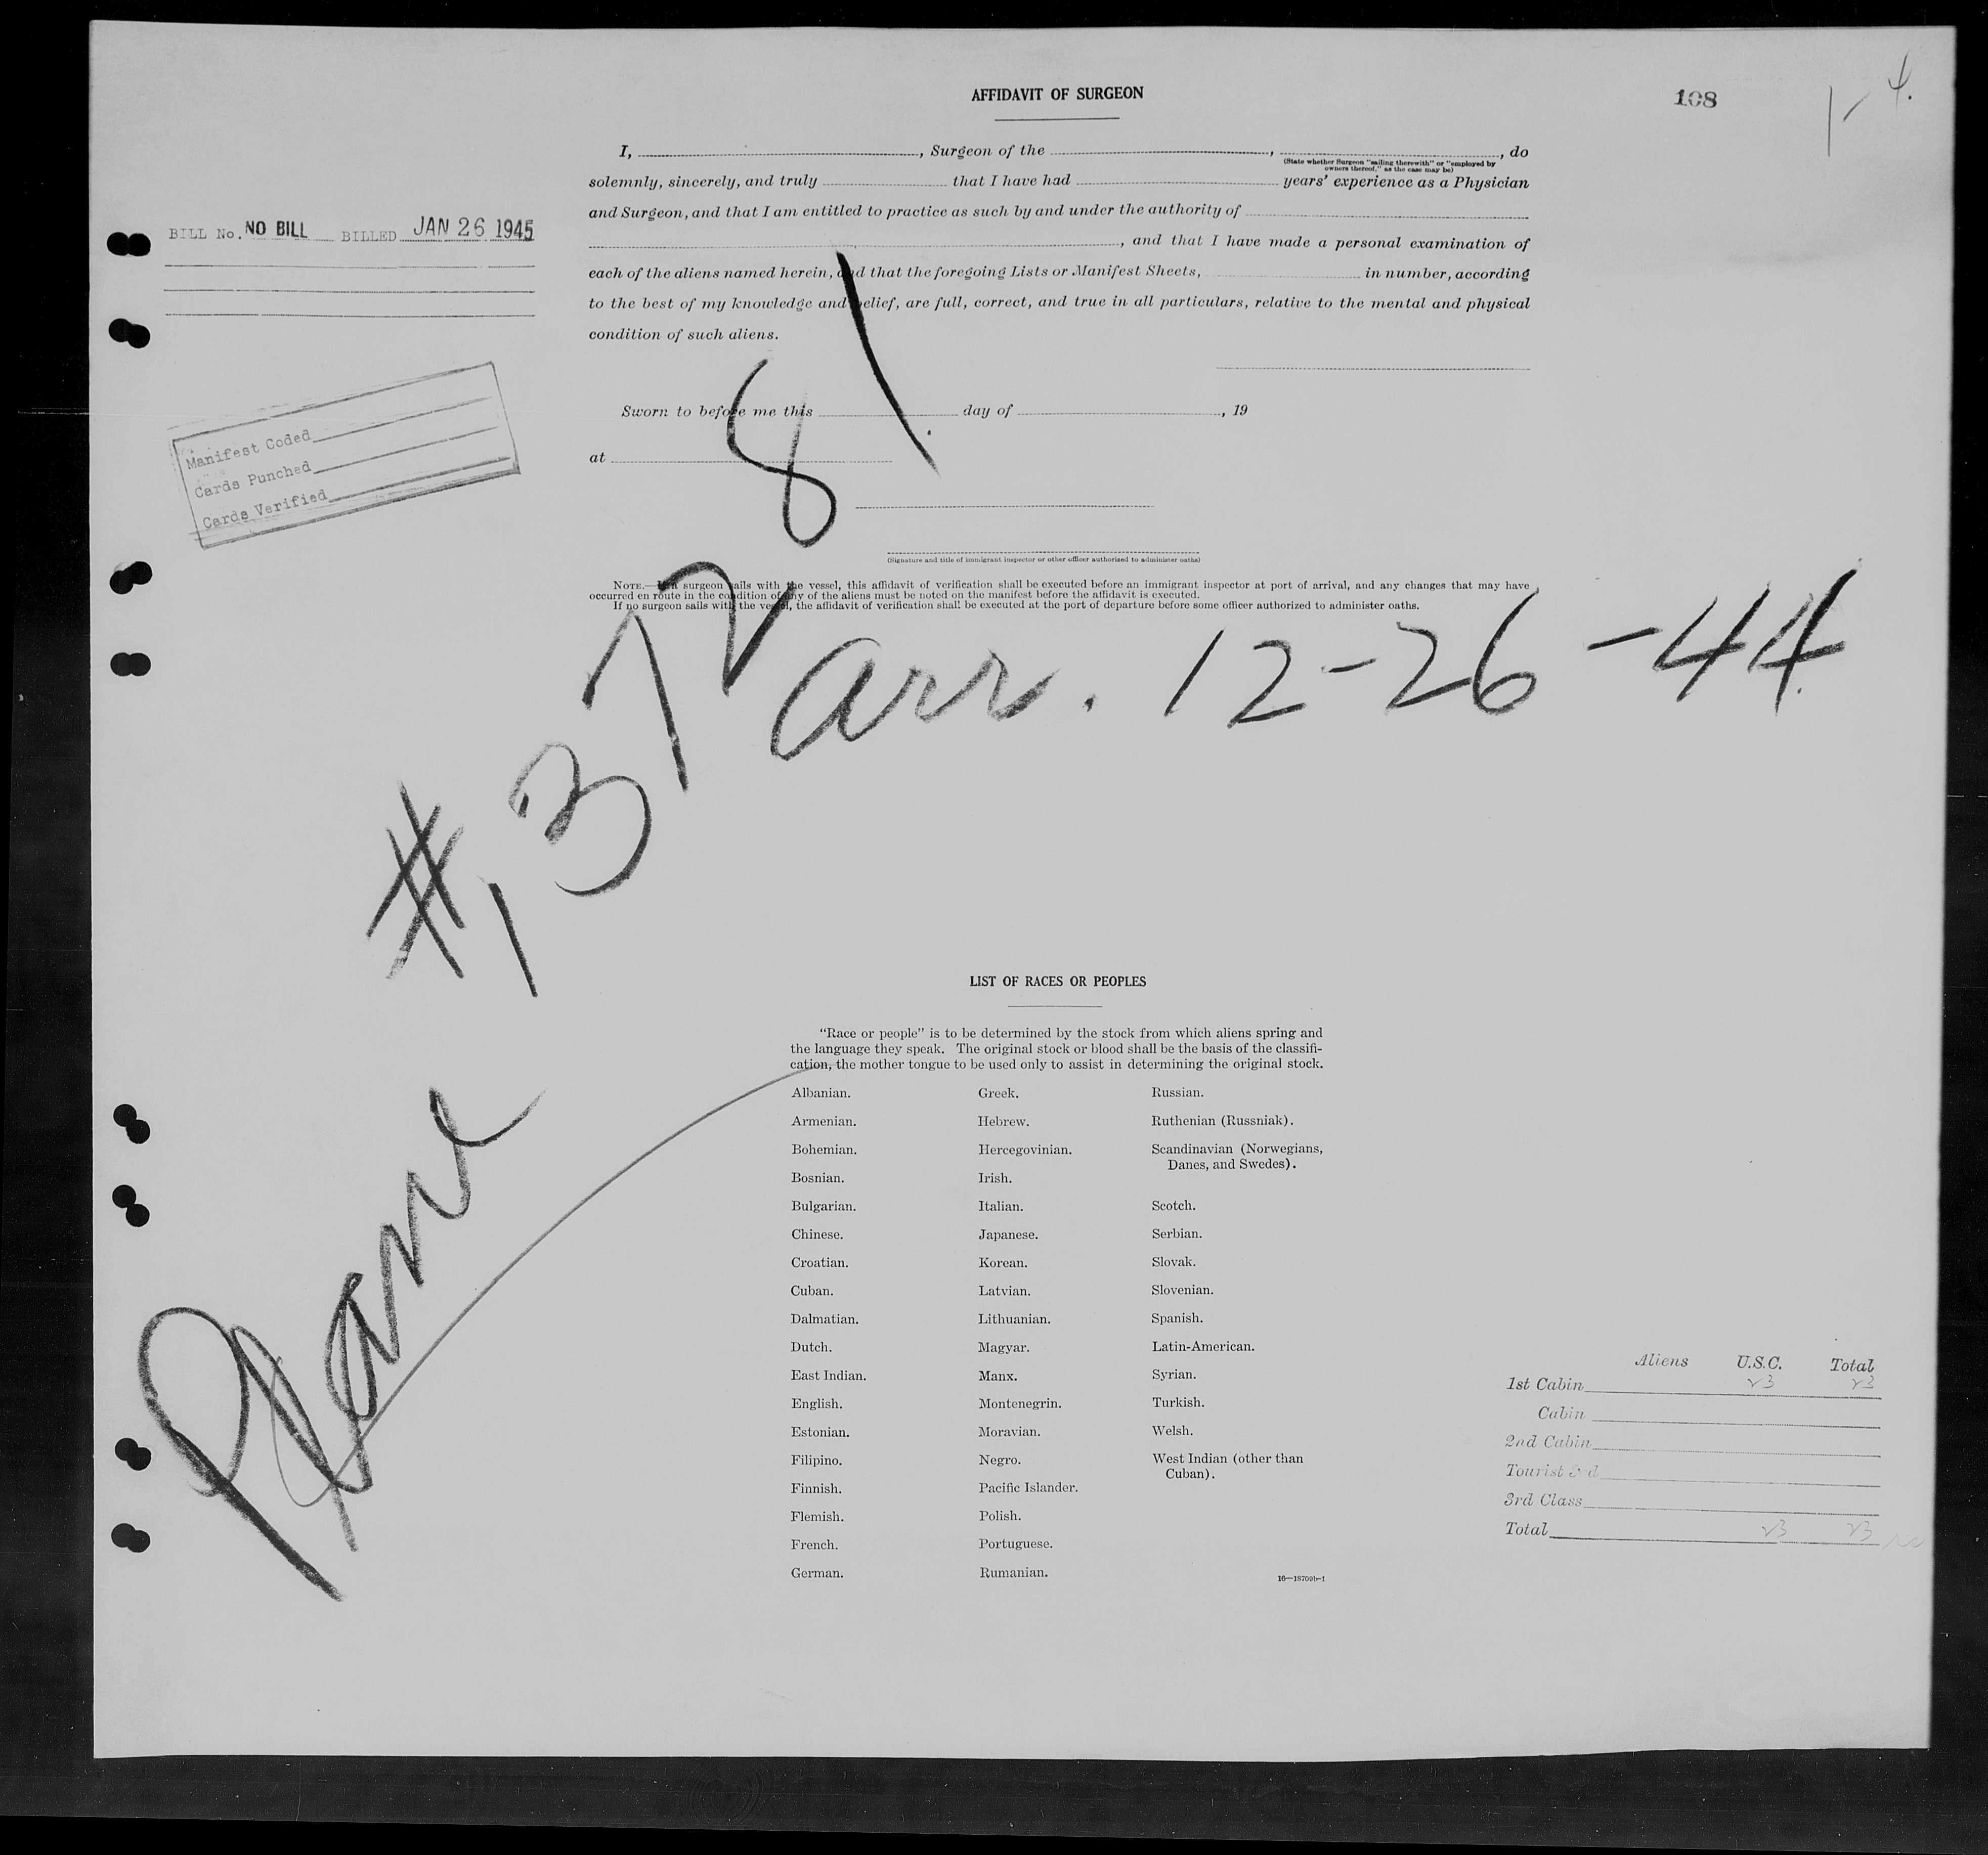 AFFIDAVIT OF SURGEON
108
I, , Surgeon of the , , do
(State whether Surgeon "sailing therewith" or "employed by
owners thereof," as the case may be)
solemnly, sincerely, and truly that I have had years' experience as a Physician
and Surgeon, and that I am entitled to practice as such by and under the authority of
, and that I have made a personal examination of
each of the aliens named herein, and that the foregoing Lists or Manifest Sheets, in number, according
to the best of my knowledge and belief, are full, correct, and true in all particulars, relative to the mental and physical
condition of such aliens.
BILL No. NO BILL BILLED JAN 26 1945
Manifest Coded
Cards Punched
Cards Verified
Sworn to before me this day of , 19
at
(Signature and title of immigrant inspector or other officer authorized to administer oaths)
NOTE.—If a surgeon sails with the vessel, this affidavit of verification shall be executed before an immigrant inspector at port of arrival, and any changes that may have
occurred en route in the condition of any of the aliens must be noted on the manifest before the affidavit is executed.
If no surgeon sails with the vessel, the affidavit of verification shall be executed at the port of departure before some officer authorized to administer oaths.
Plane #137281
arr. 12-26-44
LIST OF RACES OR PEOPLES
"Race or people" is to be determined by the stock from which aliens spring and
the language they speak. The original stock or blood shall be the basis of the classifi-
cation, the mother tongue to be used only to assist in determining the original stock.
Albanian.
Armenian.
Bohemian.
Bosnian.
Bulgarian.
Chinese.
Croatian.
Cuban.
Dalmatian.
Dutch.
East Indian.
English.
Estonian.
Filipino.
Finnish.
Flemish.
French.
German.
Greek.
Hebrew.
Hercegovinian.
Irish.
Italian.
Japanese.
Korean.
Latvian.
Lithuanian.
Magyar.
Manx.
Montenegrin.
Moravian.
Negro.
Pacific Islander.
Polish.
Portuguese.
Rumanian.
Russian.
Ruthenian (Russniak).
Scandinavian (Norwegians,
Danes, and Swedes).
Scotch.
Serbian.
Slovak.
Slovenian.
Spanish.
Latin-American.
Syrian.
Turkish.
Welsh.
West Indian (other than
Cuban).
16—18709b-1
Aliens U.S.C. Total
1st Cabin 23 23
Cabin
2nd Cabin
Tourist 3d
3rd Class
Total 23 23